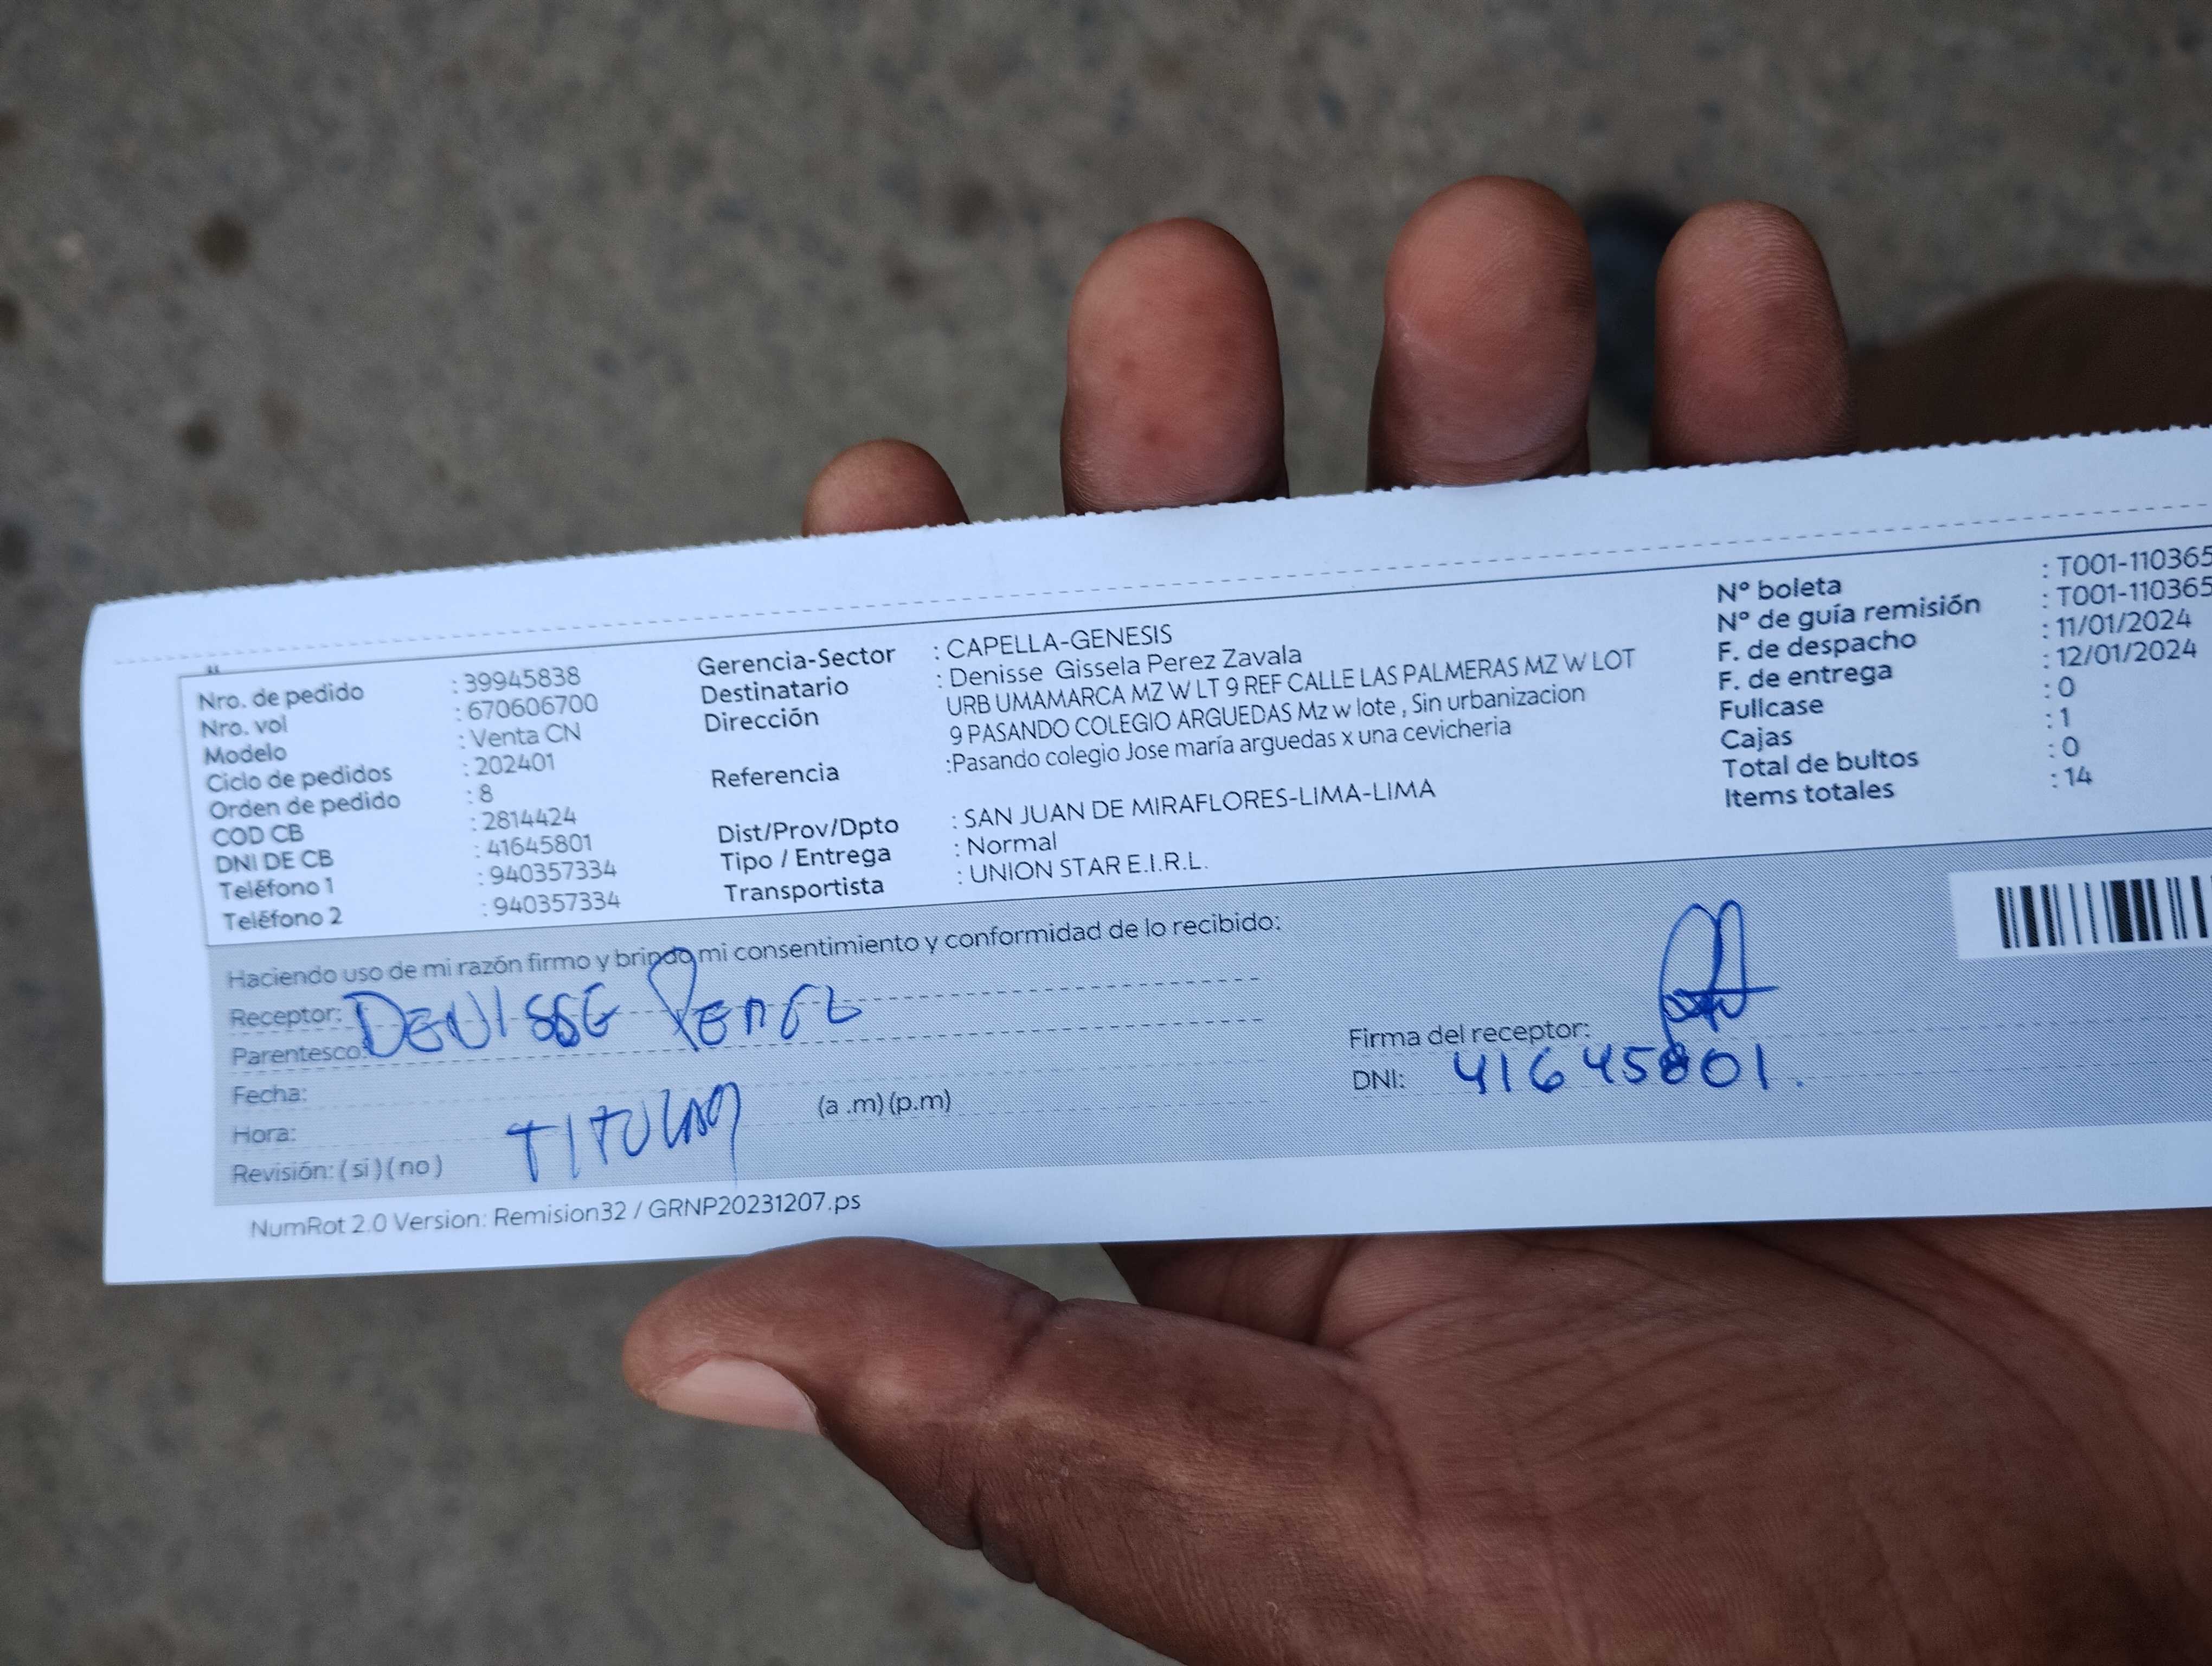 Nro. de pedido : 39945838
Nro. vol : 670606700
Modelo : Venta CN
Ciclo de pedidos : 202401
Orden de pedido : 8
COD CB : 2814424
DNI DE CB : 41645801
Teléfono 1 : 940357334
Teléfono 2 : 940357334
Gerencia-Sector : CAPELLA-GENESIS
Destinatario : Denisse Gissela Perez Zavala
Dirección URB UMAMARCA MZ W LT 9 REF CALLE LAS PALMERAS MZ W LOT
9 PASANDO COLEGIO ARGUEDAS Mz w lote , Sin urbanizacion
Referencia :Pasando colegio Jose maría arguedas x una cevicheria
Dist/Prov/Dpto : SAN JUAN DE MIRAFLORES-LIMA-LIMA
Tipo / Entrega : Normal
Transportista : UNION STAR E.I.R.L.
Nº boleta : T001-110365
Nº de guía remisión : T001-110365
F. de despacho : 11/01/2024
F. de entrega : 12/01/2024
Fullcase : 0
Cajas : 1
Total de bultos : 0
Items totales : 14
Haciendo uso de mi razón firmo y brindo mi consentimiento y conformidad de lo recibido:
Receptor: DENISSE PEREZ
Parentesco:
Fecha:
Hora: (a .m) (p.m)
TITULAR
Revisión: ( si ) ( no )
Firma del receptor:
DNI: 41645801.
NumRot 2.0 Version: Remision32 / GRNP20231207.ps